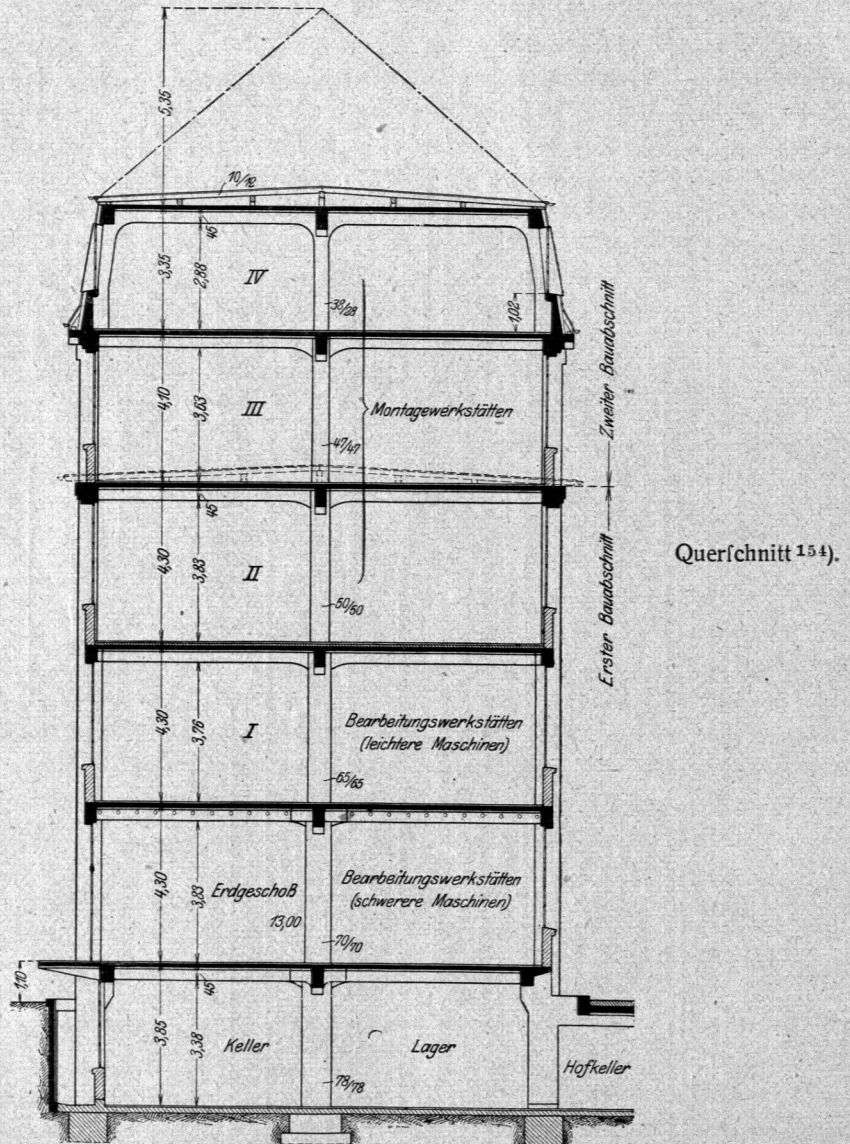 5,35
10/12
45
3,35
2,88
IV
38/28
1,02
Zweiter Bauabschnitt
4,10
3,63
III
Montagewerkstätten
47/47
45
4,30
3,83
II
50/50
Erster Bauabschnitt
Querſchnitt 154).
4,30
3,76
I
Bearbeitungswerkstätten
(leichtere Maschinen)
65/65
4,30
3,83
Erdgeschoß
13,00
Bearbeitungswerkstätten
(schwerere Maschinen)
70/70
1,10
45
3,85
3,38
Keller
Lager
78/78
Hofkeller